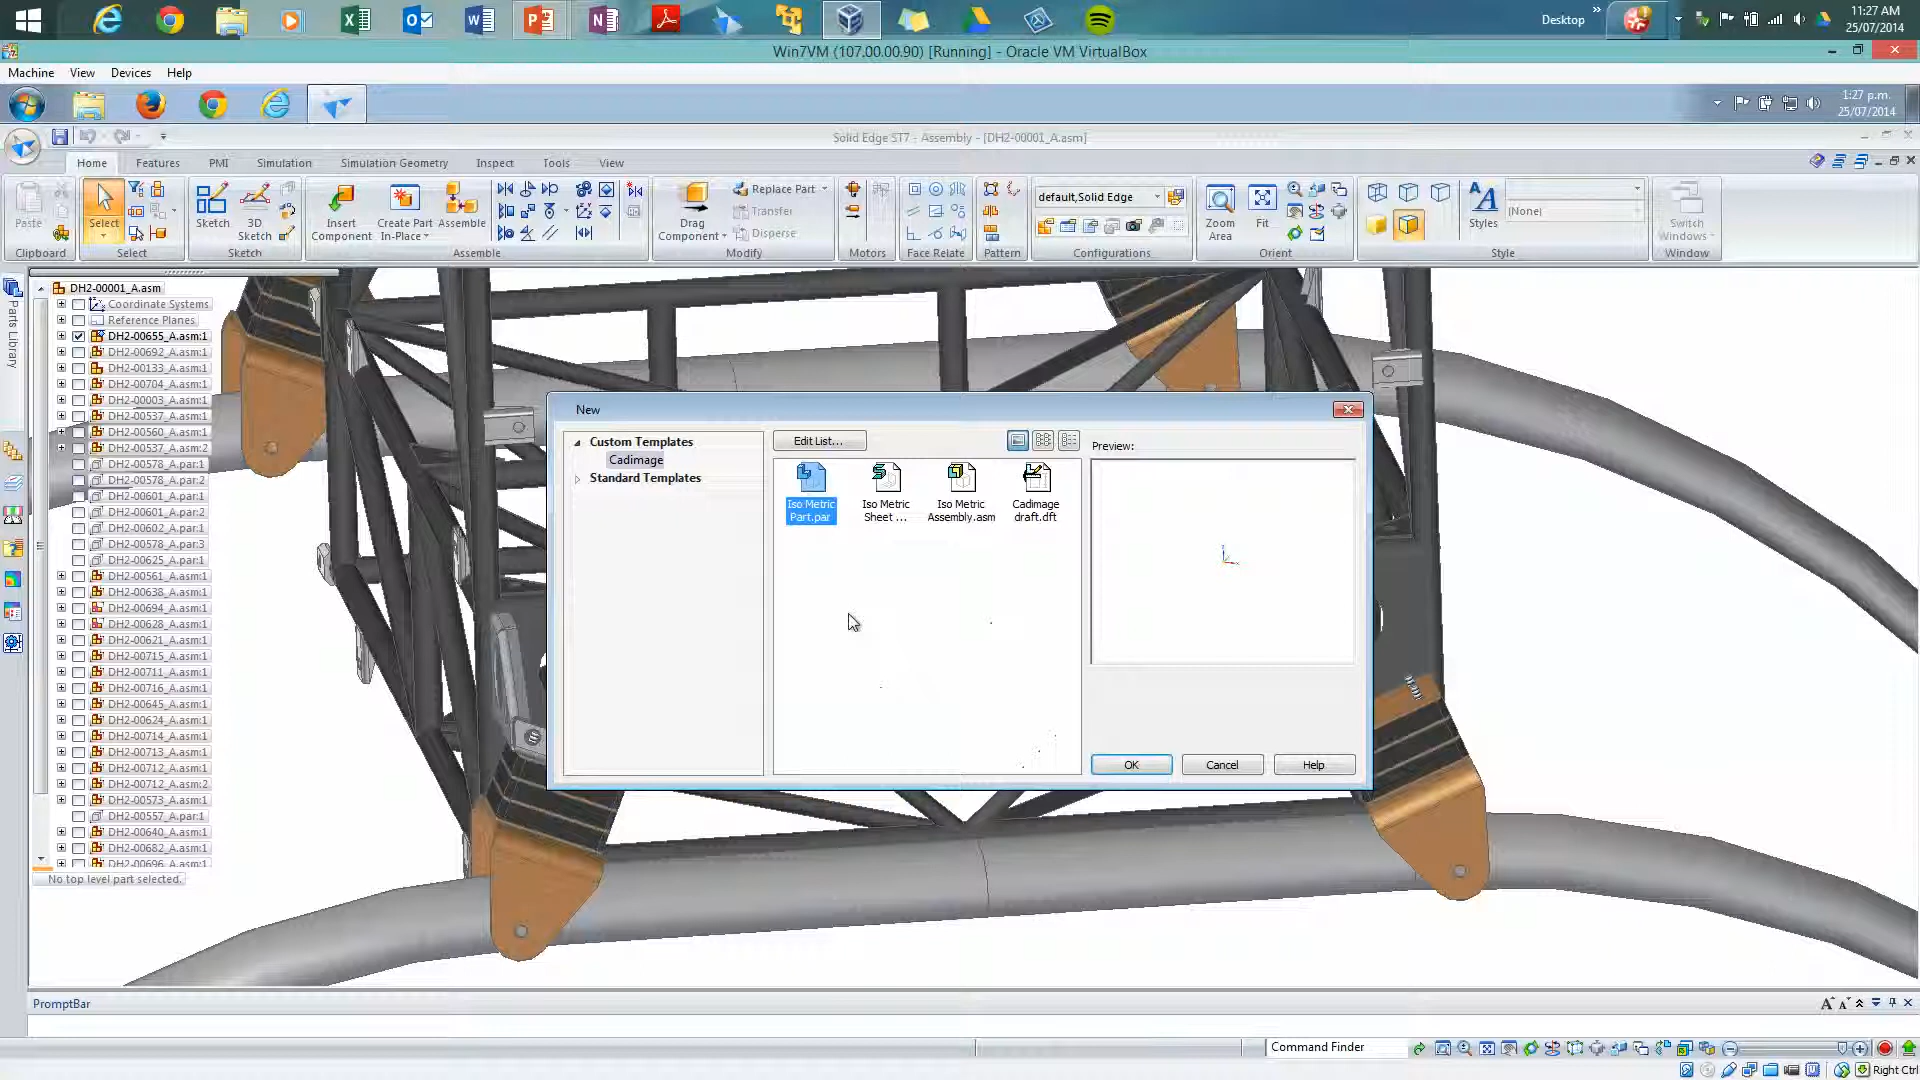 Desktop
11:27 AM
25/07/2014
Win7VM (107.00.00.90) [Running] - Oracle VM VirtualBox
Machine View Devices Help
1:27 p.m.
25/07/2014
Solid Edge ST7 - Assembly - [DH2-00001_A.asm]
Home Features PMI Simulation Simulation Geometry Inspect Tools View
Paste
Clipboard
Select
Select
Sketch
3D Sketch
Sketch
Insert Component
Create Part In-Place
Assemble
Assemble
Drag Component
Replace Part
Transfer
Disperse
Modify
Motors
Face Relate
Pattern
default,Solid Edge
Configurations
Zoom Area
Fit
Orient
Styles
(None)
Style
Switch Windows
Window
Parts Library
DH2-00001_A.asm
Coordinate Systems
Reference Planes
DH2-00655_A.asm:1
DH2-00692_A.asm:1
DH2-00133_A.asm:1
DH2-00704_A.asm:1
DH2-00003_A.asm:1
DH2-00537_A.asm:1
DH2-00560_A.asm:1
DH2-00537_A.asm:2
DH2-00578_A.par:1
DH2-00578_A.par:2
DH2-00601_A.par:1
DH2-00601_A.par:2
DH2-00602_A.par:1
DH2-00578_A.par:3
DH2-00625_A.par:1
DH2-00561_A.asm:1
DH2-00638_A.asm:1
DH2-00694_A.asm:1
DH2-00628_A.asm:1
DH2-00621_A.asm:1
DH2-00715_A.asm:1
DH2-00711_A.asm:1
DH2-00716_A.asm:1
DH2-00645_A.asm:1
DH2-00624_A.asm:1
DH2-00714_A.asm:1
DH2-00713_A.asm:1
DH2-00712_A.asm:1
DH2-00712_A.asm:2
DH2-00573_A.asm:1
DH2-00557_A.par:1
DH2-00640_A.asm:1
DH2-00682_A.asm:1
DH2-00696_A.asm:1
No top level part selected.
New
Custom Templates
Cadimage
Standard Templates
Edit List...
Iso Metric Part.par
Iso Metric Sheet ...
Iso Metric Assembly.asm
Cadimage draft.dft
Preview:
OK
Cancel
Help
PromptBar
Command Finder
Right Ctrl